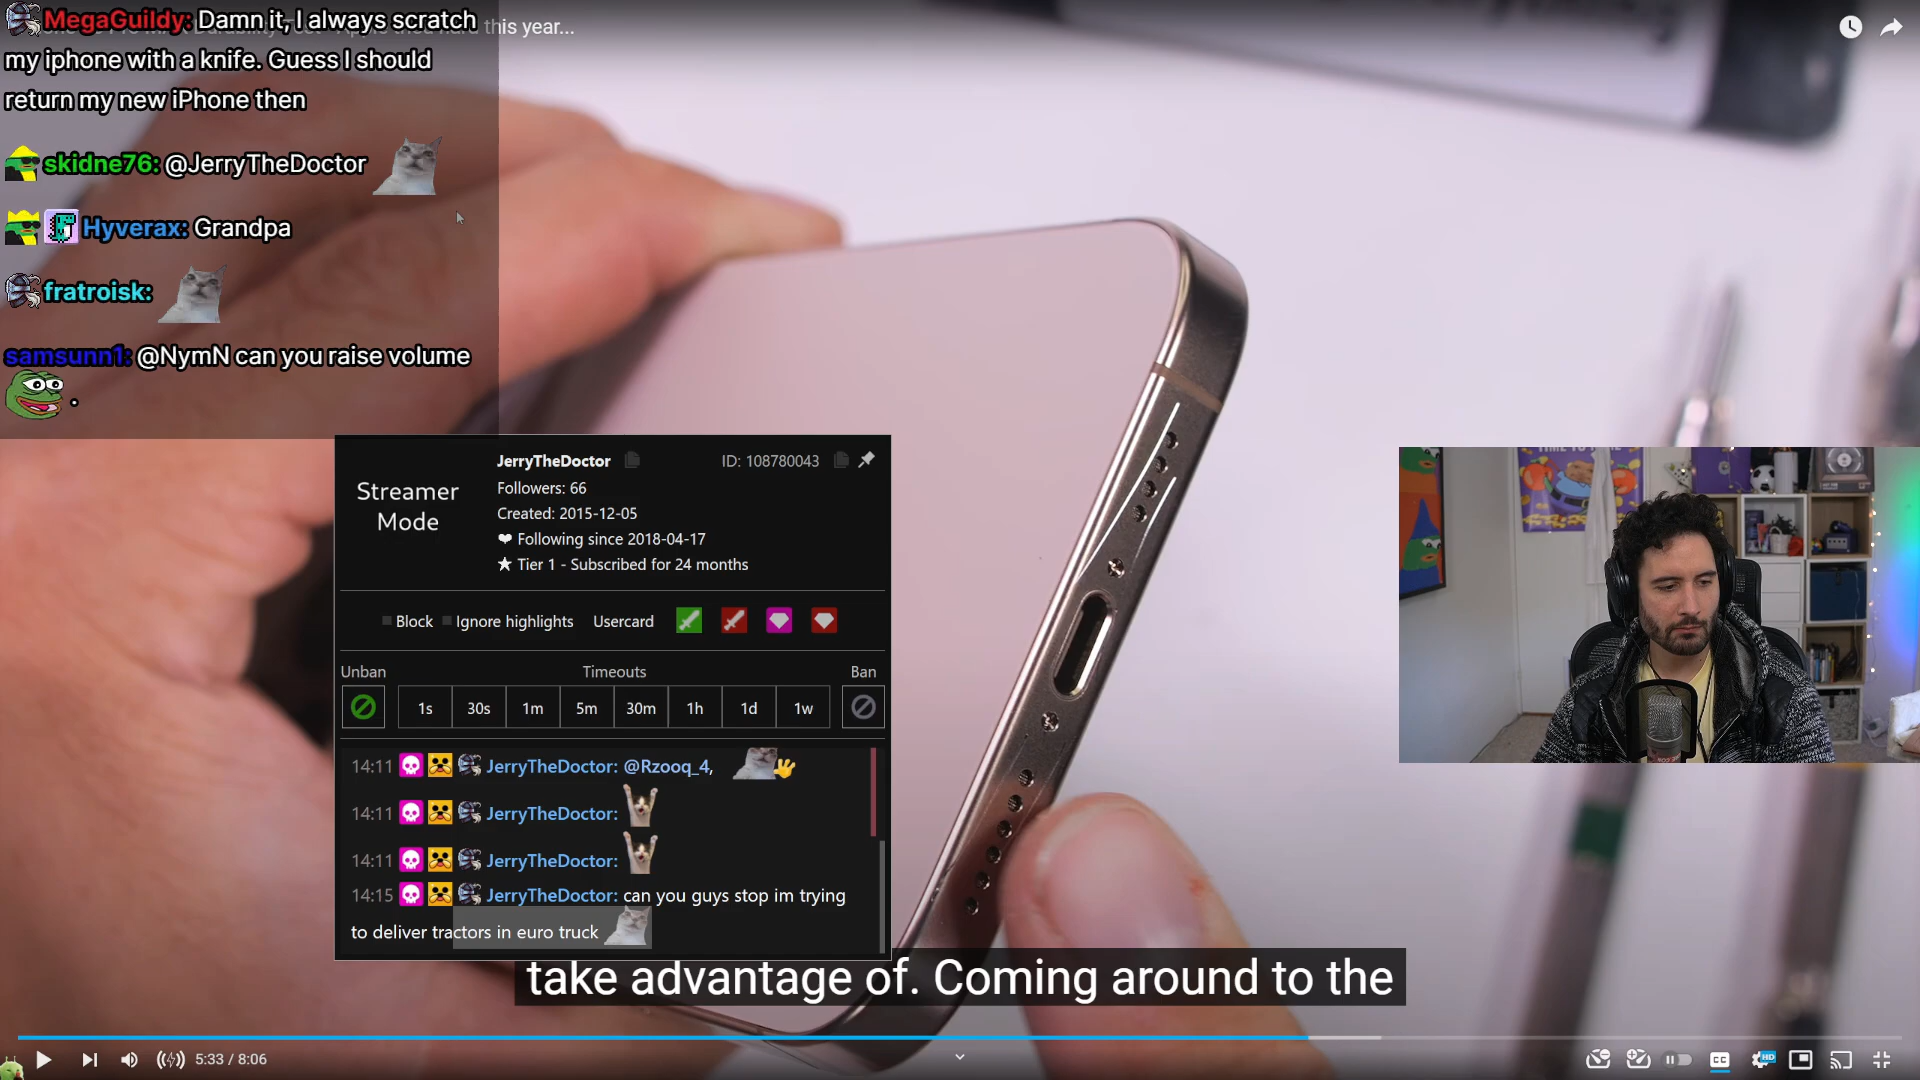 MegaGuildy: Damn it, I always scratch
this year...
my iphone with a knife. Guess I should
return my new iPhone then
skidne76: @JerryTheDoctor
Hyverax: Grandpa
fratroisk:
samsunn1: @NymN can you raise volume
.
JerryTheDoctor
ID: 108780043
Streamer
Mode
Followers: 66
Created: 2015-12-05
❤ Following since 2018-04-17
★ Tier 1 - Subscribed for 24 months
Block
Ignore highlights
Usercard
Unban
Timeouts
Ban
1s 30s 1m 5m 30m 1h 1d 1w
14:11 JerryTheDoctor: @Rzooq_4,
14:11 JerryTheDoctor:
14:11 JerryTheDoctor:
14:15 JerryTheDoctor: can you guys stop im trying
to deliver tractors in euro truck
take advantage of. Coming around to the
5:33 / 8:06
CC
HD